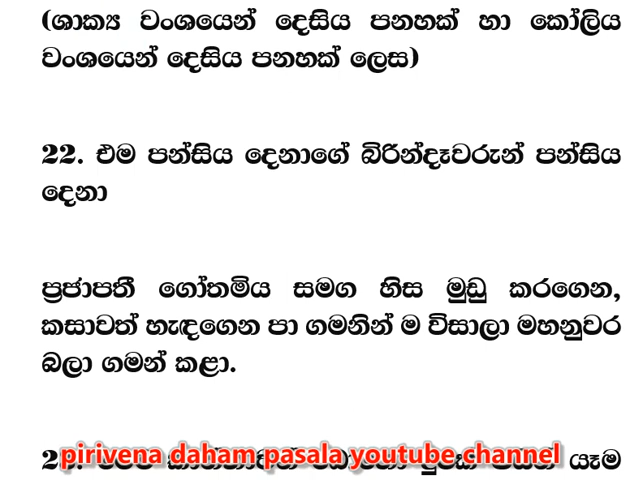 (ශාක්‍ය වංශයෙන් දෙසිය පනහක් හා කෝලිය
වංශයෙන් දෙසිය පනහක් ලෙස)
22. එම පන්සිය දෙනාගේ බිරින්දෑවරුන් පන්සිය
දෙනා
ප්‍රජාපතී ගෝතමිය සමග හිස මුඩු කරගෙන,
කසාවත් හැඳගෙන පා ගමනින් ම විසාලා මහනුවර
බලා ගමන් කළා.
pirivena daham pasala youtube channel
යෑම